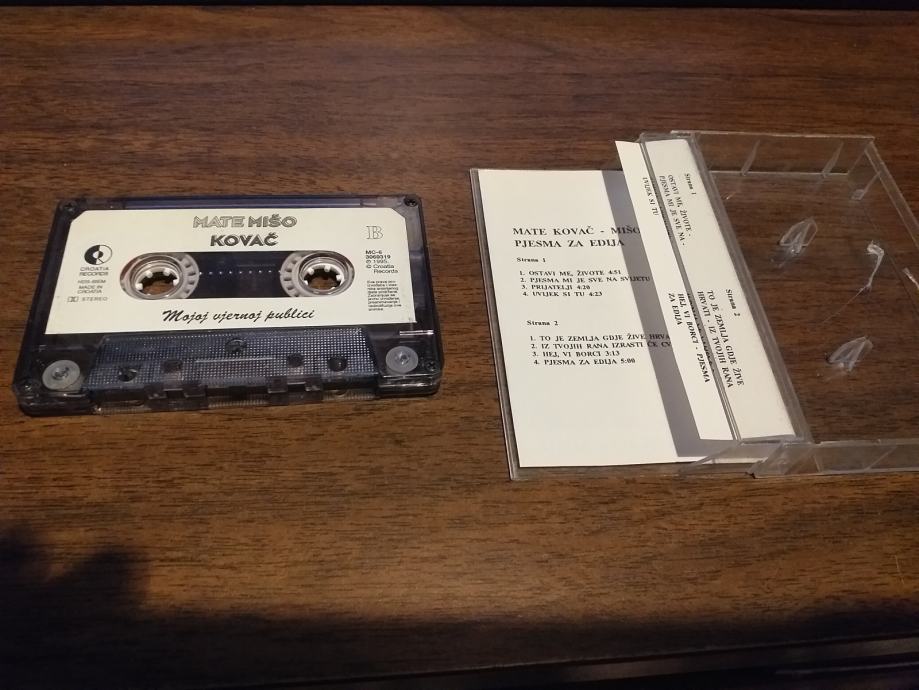 MATE MIŠO
KOVAČ
B
CROATIA
RECORDS
MADE IN
CROATIA
STEREO
MC-6
3069319
℗ 1995.
© Croatia
Records
Mojoj vjernoj publici
MATE KOVAČ - MIŠO
PJESMA ZA EDIJA
Strana 1
1. OSTAVI ME, ŽIVOTE 4:51
2. PJESMA MI JE SVE NA SVIJETU
3. PRIJATELJI 4:20
4. UVIJEK SI TU 4:23
Strana 2
1. TO JE ZEMLJA GDJE ŽIVE HRVA
2. IZ TVOJIH RANA IZRASTI ĆE CV
3. HEJ, VI BORCI 3:13
4. PJESMA ZA EDIJA 5:00
Strana 1
OSTAVI ME, ŽIVOTE -
PJESMA MI JE SVE NA -
UVIJEK SI TU
Strana 2
TO JE ZEMLJA GDJE ŽIVE
HRVATI - IZ TVOJIH RANA
HEJ, VI BORCI - PJESMA
ZA EDIJA